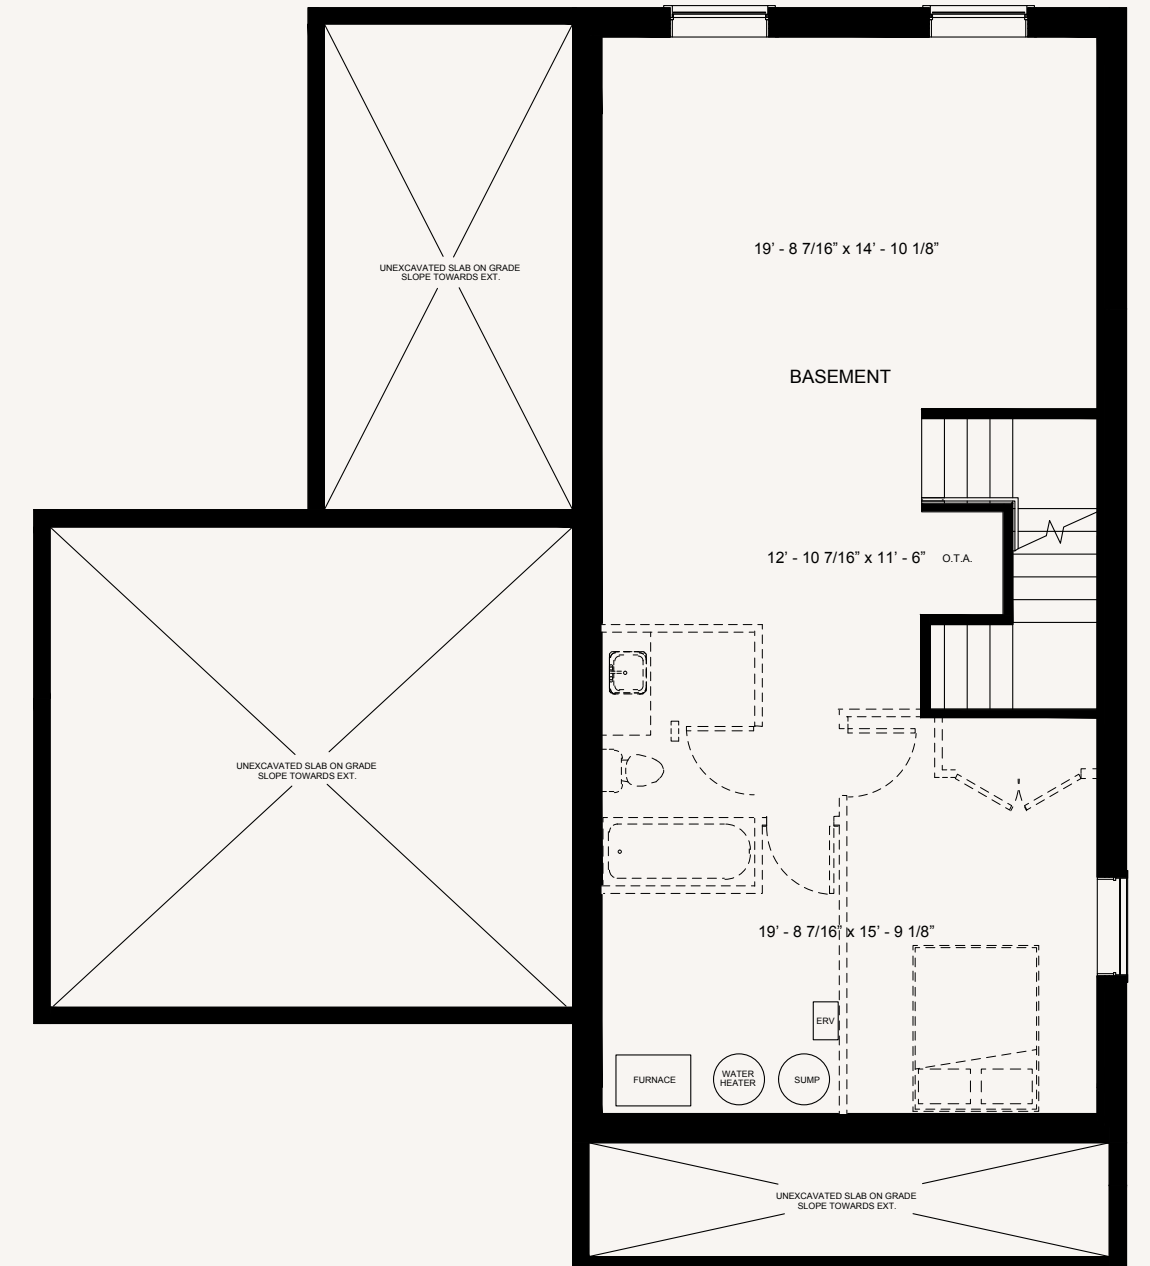 19’ - 8 7/16” x 14’ - 10 1/8”
UNEXCAVATED SLAB ON GRADE
SLOPE TOWARDS EXT.
BASEMENT
12’ - 10 7/16” x 11’ - 6”
O.T.A.
UNEXCAVATED SLAB ON GRADE
SLOPE TOWARDS EXT.
19’ - 8 7/16” x 15’ - 9 1/8”
ERV
FURNACE
WATER
HEATER
SUMP
UNEXCAVATED SLAB ON GRADE
SLOPE TOWARDS EXT.